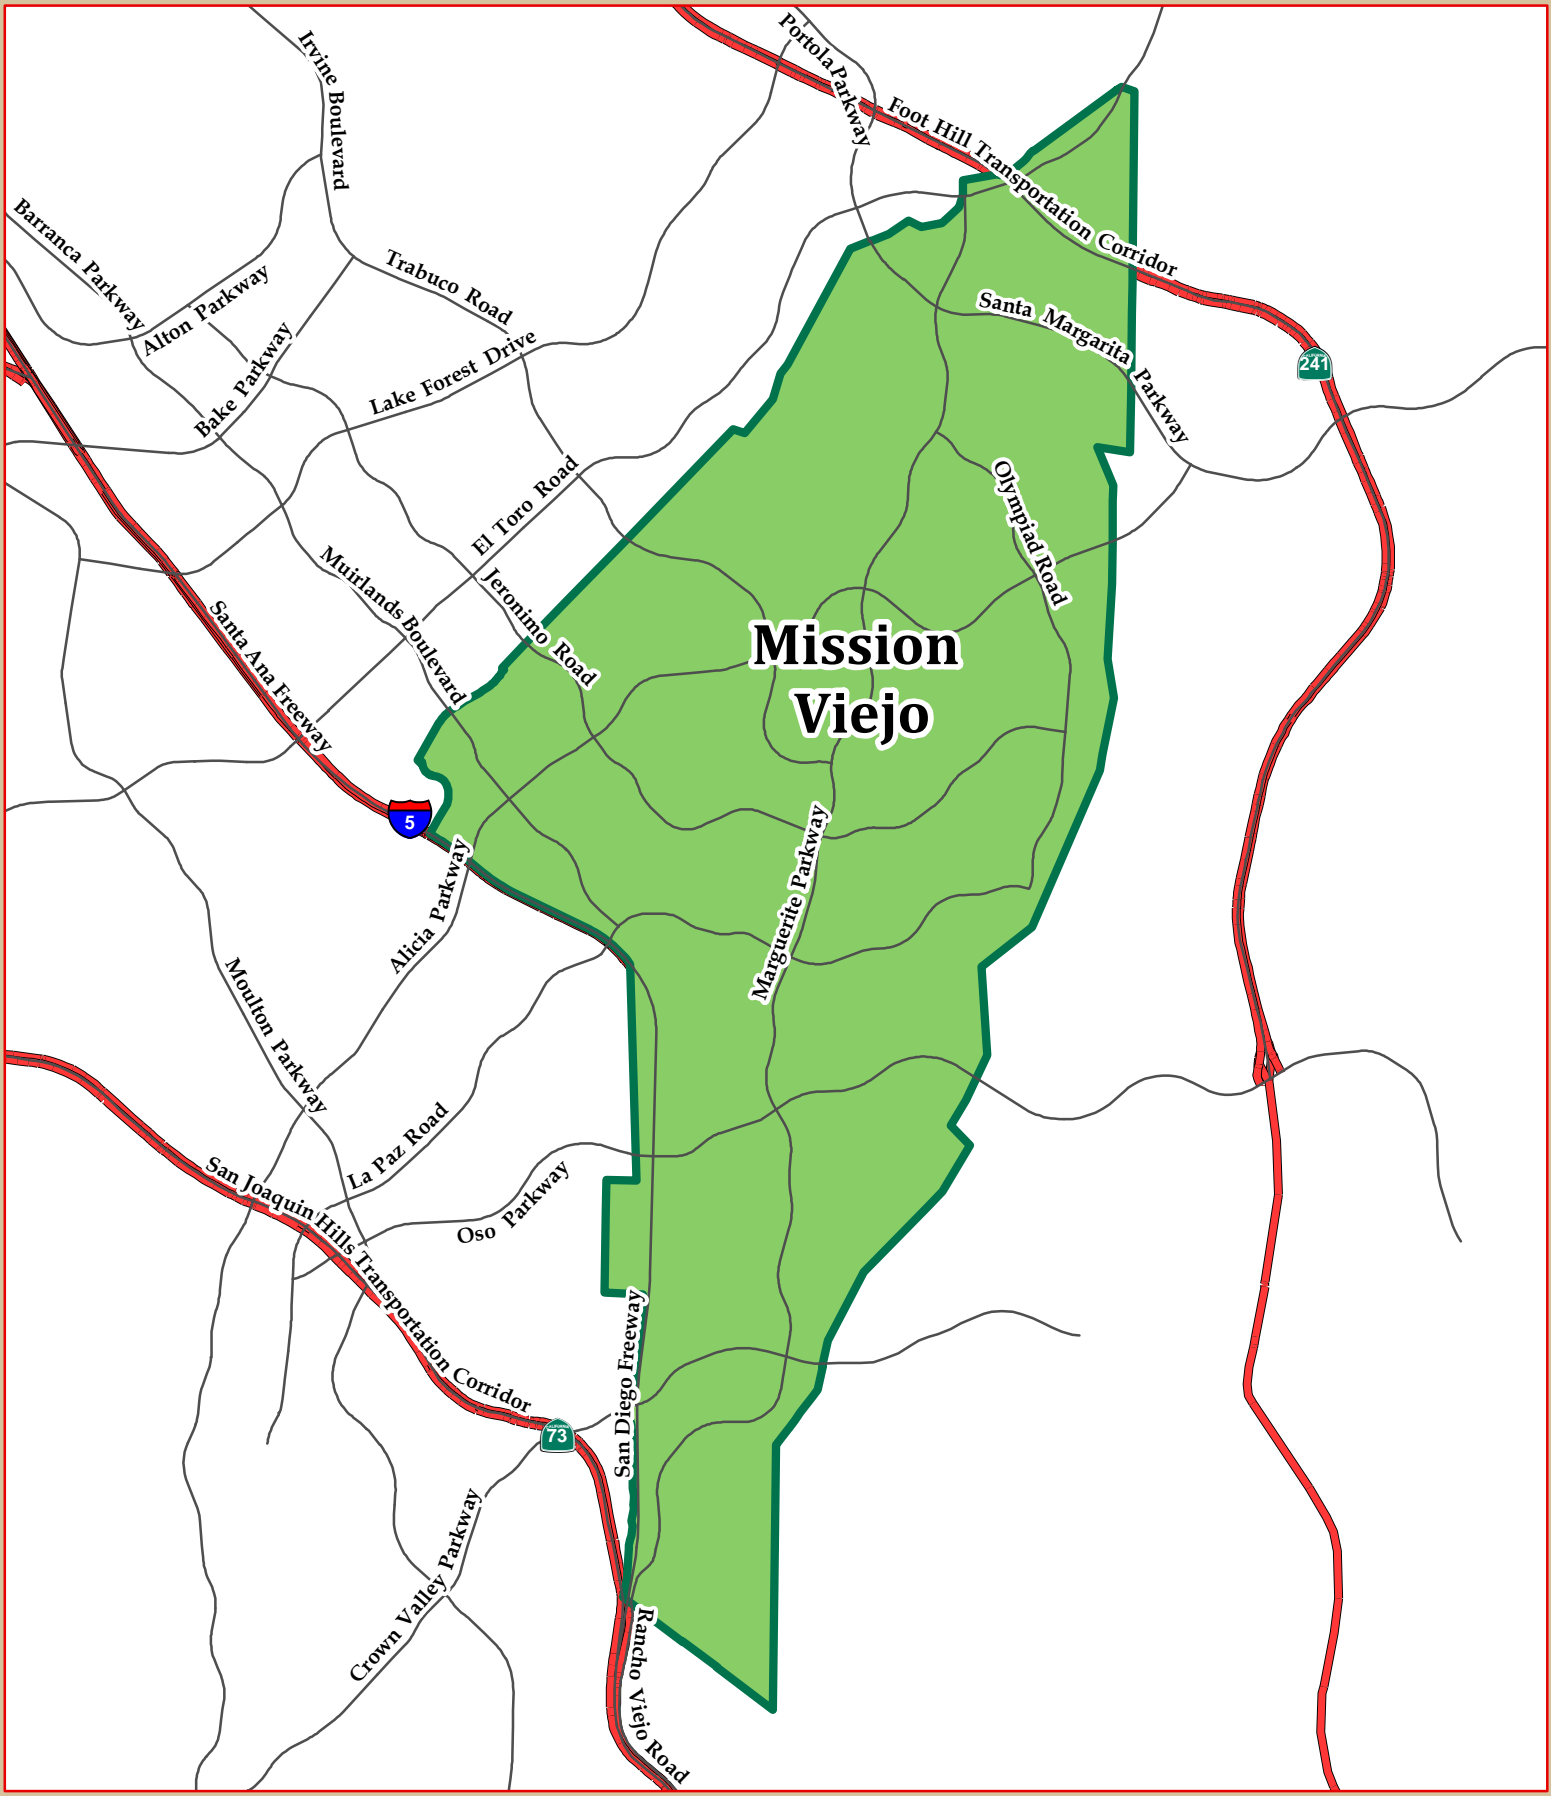 Portola Parkway
Irvine Boulevard
Foot Hill Transportation Corridor
Barranca Parkway
Alton Parkway
Trabuco Road
Santa Margarita Parkway
Bake Parkway
Lake Forest Drive
CALIFORNIA
241
El Toro Road
Olympiad Road
Muirlands Boulevard
Jeronimo Road
Santa Ana Freeway
Mission
Viejo
5
Alicia Parkway
Marguerite Parkway
Moulton Parkway
La Paz Road
San Joaquin Hills Transportation Corridor
Oso Parkway
San Diego Freeway
CALIFORNIA
73
Crown Valley Parkway
Rancho Viejo Road